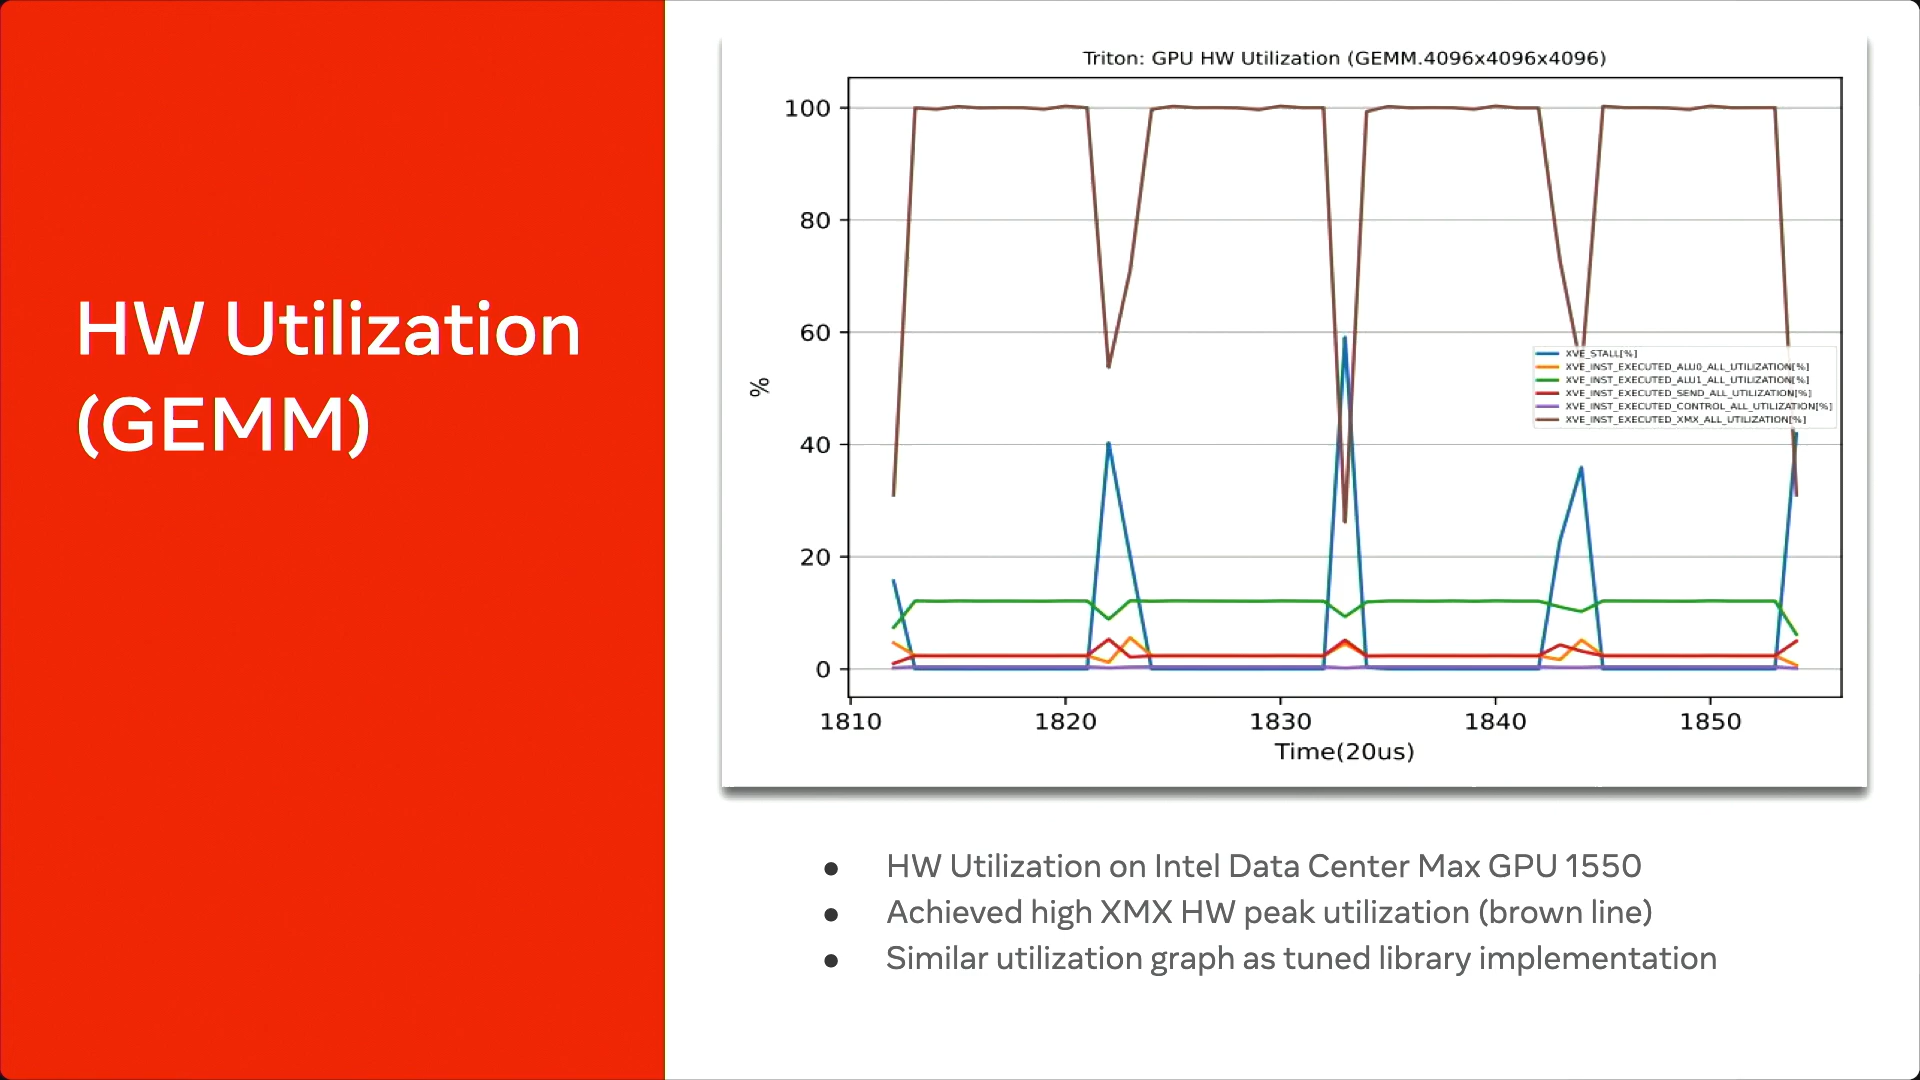 HW Utilization
(GEMM)
Triton: GPU HW Utilization (GEMM.4096x4096x4096)
100
80
60
40
20
0
%
XVE_STALL[%]
XVE_INST_EXECUTED_ALU0_ALL_UTILIZATION[%]
XVE_INST_EXECUTED_ALU1_ALL_UTILIZATION[%]
XVE_INST_EXECUTED_SEND_ALL_UTILIZATION[%]
XVE_INST_EXECUTED_CONTROL_ALL_UTILIZATION[%]
XVE_INST_EXECUTED_XMX_ALL_UTILIZATION[%]
1810 1820 1830 1840 1850
Time(20us)
● HW Utilization on Intel Data Center Max GPU 1550
● Achieved high XMX HW peak utilization (brown line)
● Similar utilization graph as tuned library implementation